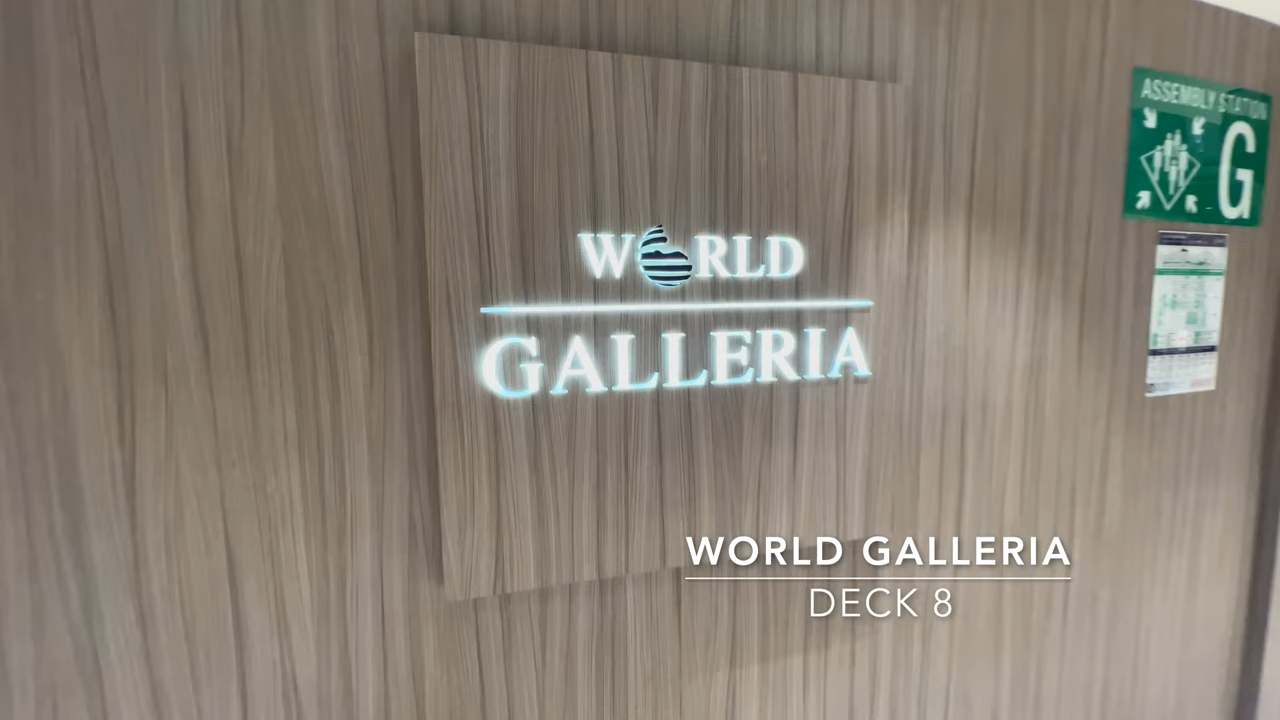 WORLD
GALLERIA
ASSEMBLY STATION
G
WORLD GALLERIA
DECK 8